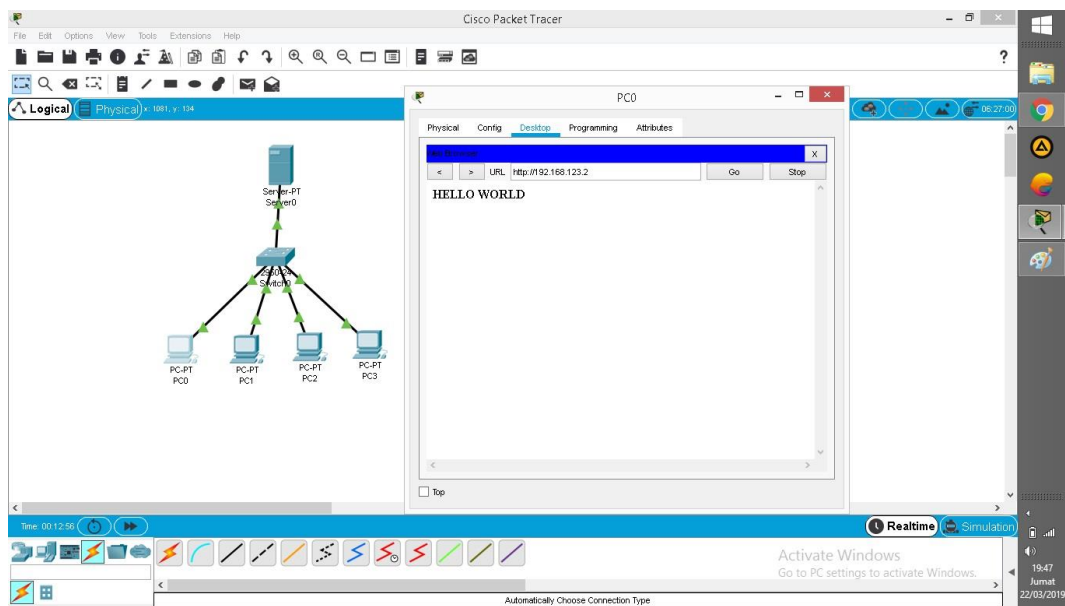 Cisco Packet Tracer
File Edit Options View Tools Extensions Help
?
Logical
Physical
x: 1081, y: 134
06:27:00
PC0
Physical Config Desktop Programming Attributes
X
< > URL http://192.168.123.2 Go Stop
HELLO WORLD
Top
Server-PT
Server0
2950-24
Switch0
PC-PT
PC0
PC-PT
PC1
PC-PT
PC2
PC-PT
PC3
Time: 00:12:56
Realtime
Simulation
Activate Windows
Go to PC settings to activate Windows.
Automatically Choose Connection Type
19:47
Jumat
22/03/2019